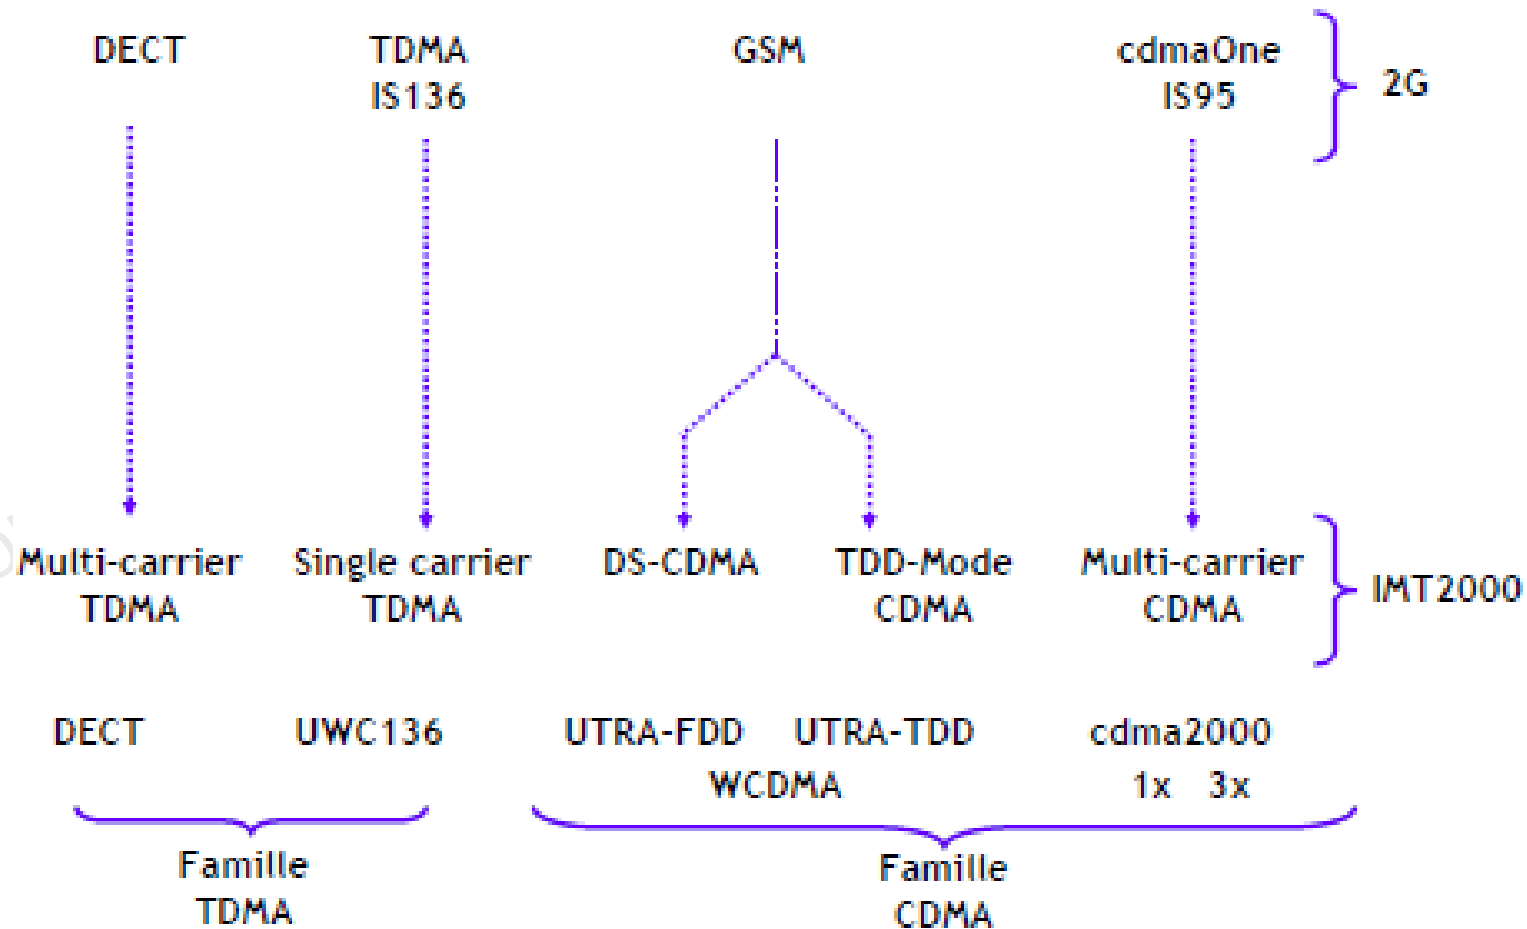 DECT TDMA GSM cdmaOne
IS136 IS95 2G
Multi-carrier Single carrier DS-CDMA TDD-Mode Multi-carrier
TDMA TDMA CDMA CDMA IMT2000
DECT UWC136 UTRA-FDD UTRA-TDD cdma2000
WCDMA 1x 3x
Famille Famille
TDMA CDMA